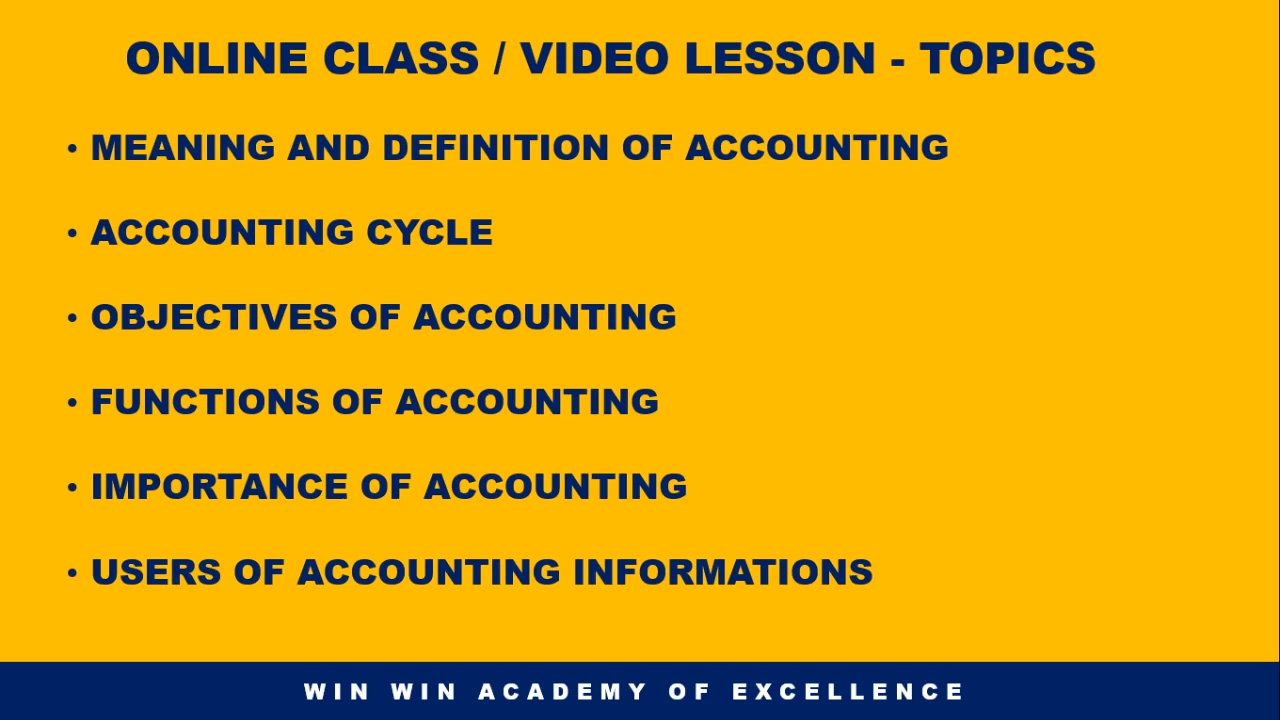 ONLINE CLASS / VIDEO LESSON - TOPICS
• MEANING AND DEFINITION OF ACCOUNTING
• ACCOUNTING CYCLE
• OBJECTIVES OF ACCOUNTING
• FUNCTIONS OF ACCOUNTING
• IMPORTANCE OF ACCOUNTING
• USERS OF ACCOUNTING INFORMATIONS
WIN WIN ACADEMY OF EXCELLENCE